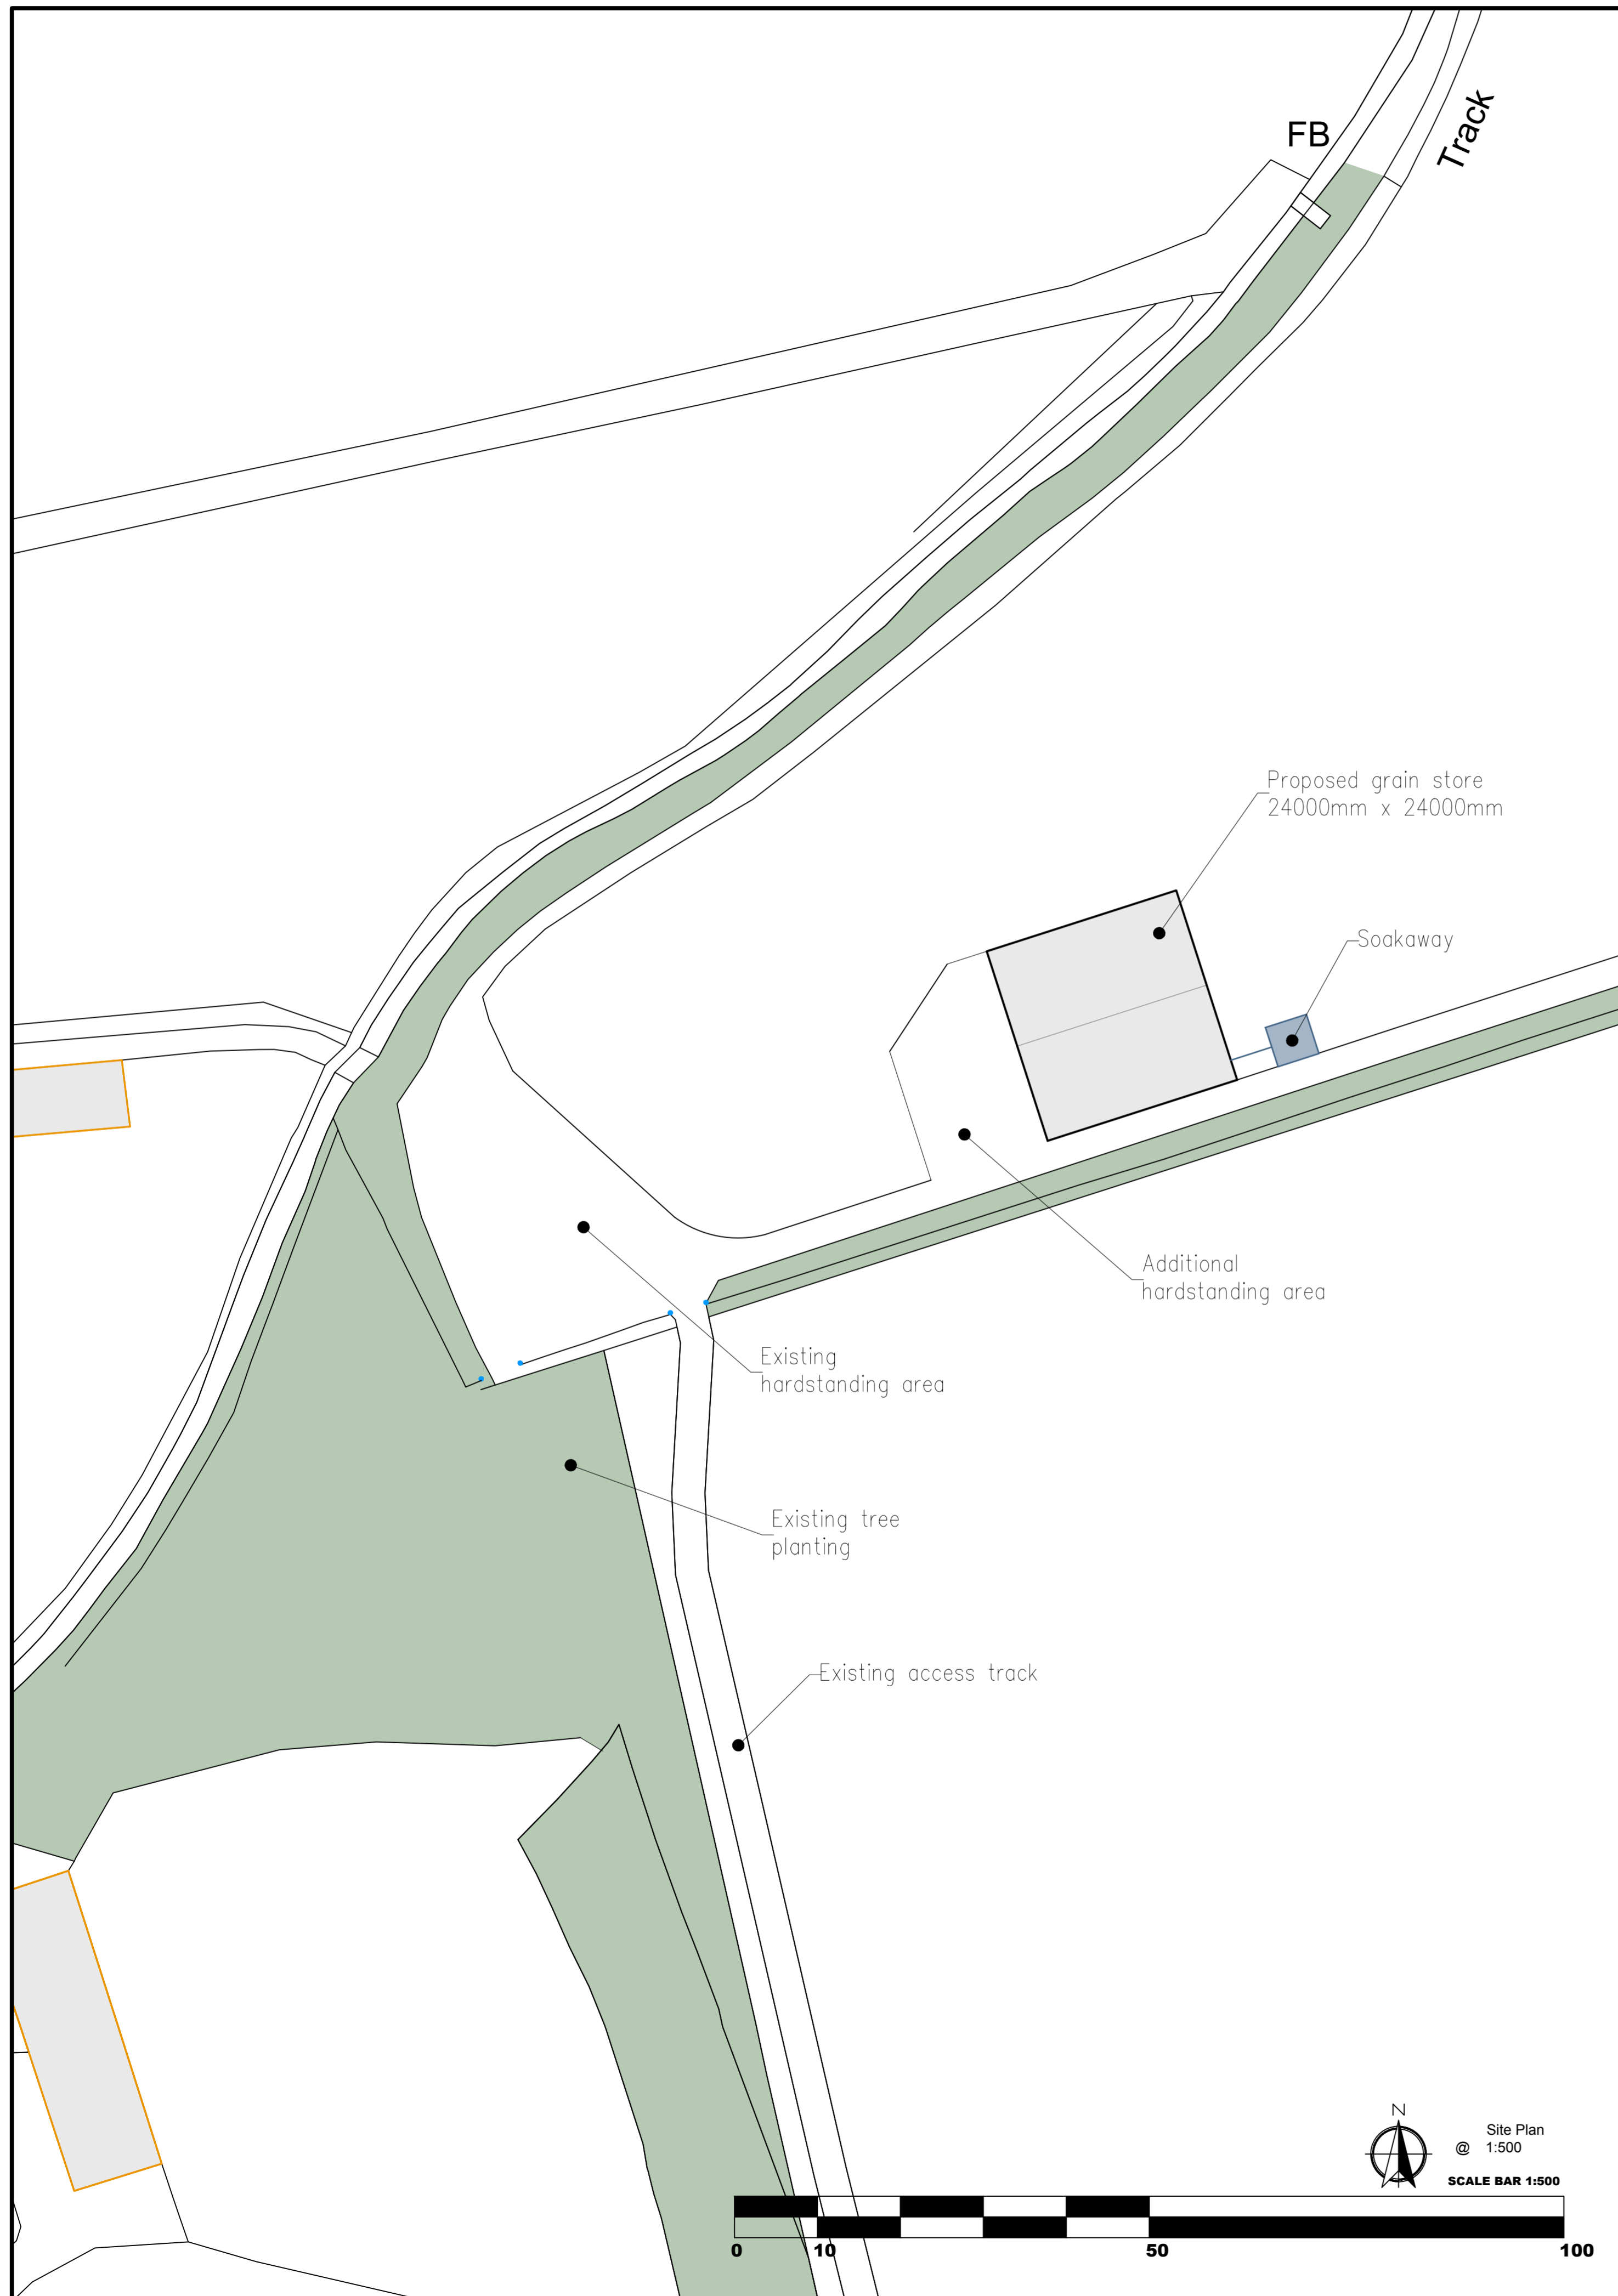 FB
Track
Proposed grain store
24000mm x 24000mm
Soakaway
Additional
hardstanding area
Existing
hardstanding area
Existing tree
planting
Existing access track
N
Site Plan
@ 1:500
SCALE BAR 1:500
0 10 50 100